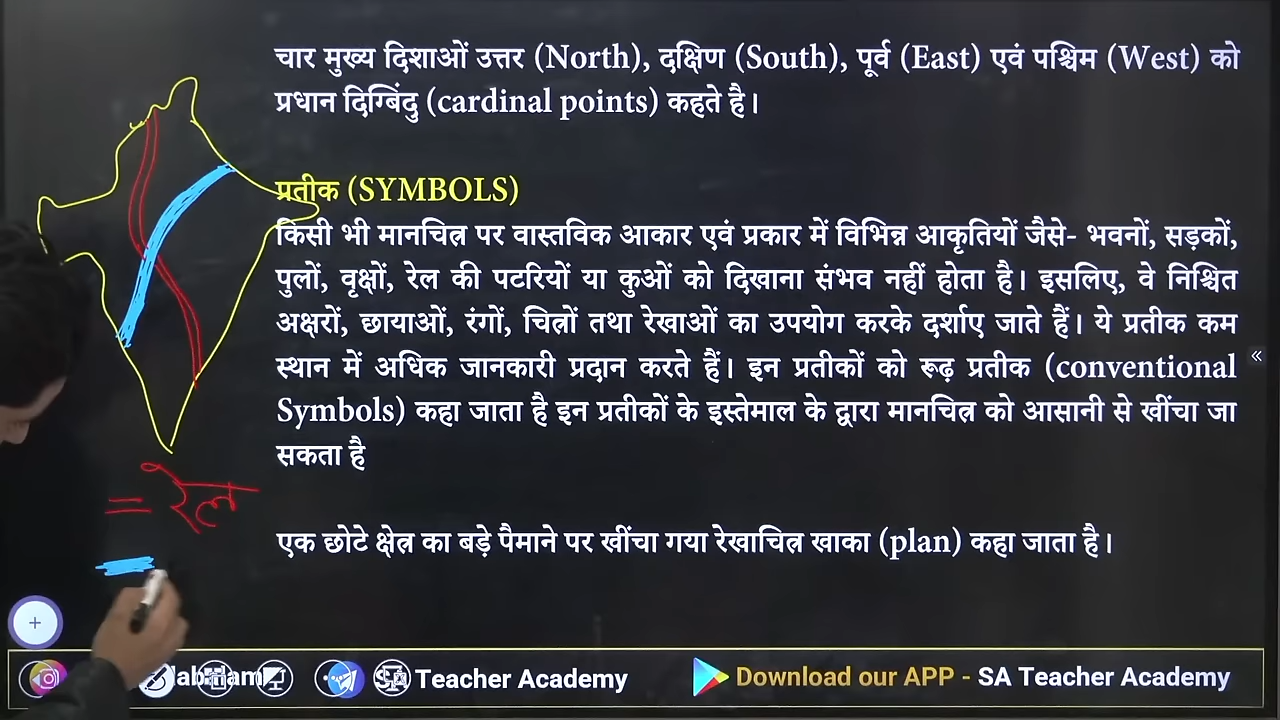 चार मुख्य दिशाओं उत्तर (North), दक्षिण (South), पूर्व (East) एवं पश्चिम (West) को
प्रधान दिग्बिंदु (cardinal points) कहते है।
प्रतीक (SYMBOLS)
किसी भी मानचित्र पर वास्तविक आकार एवं प्रकार में विभिन्न आकृतियों जैसे- भवनों, सड़कों,
पुलों, वृक्षों, रेल की पटरियों या कुओं को दिखाना संभव नहीं होता है। इसलिए, वे निश्चित
अक्षरों, छायाओं, रंगों, चित्रों तथा रेखाओं का उपयोग करके दर्शाए जाते हैं। ये प्रतीक कम
स्थान में अधिक जानकारी प्रदान करते हैं। इन प्रतीकों को रूढ़ प्रतीक (conventional
Symbols) कहा जाता है इन प्रतीकों के इस्तेमाल के द्वारा मानचित्र को आसानी से खींचा जा
सकता है
= रेल
एक छोटे क्षेत्र का बड़े पैमाने पर खींचा गया रेखाचित्र खाका (plan) कहा जाता है।
Teacher Academy
Download our APP - SA Teacher Academy